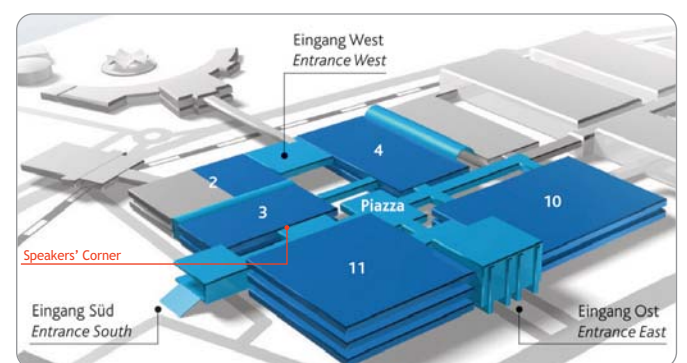 Eingang West
Entrance West
4
2
10
3
Piazza
Speakers' Corner
11
Eingang Süd
Entrance South
Eingang Ost
Entrance East